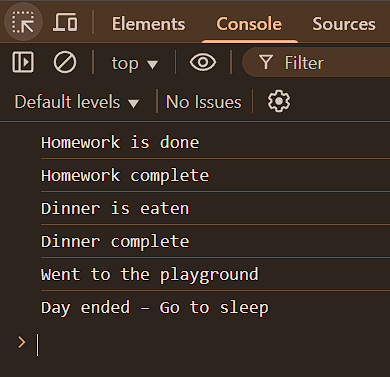 Elements Console Sources
top Filter
Default levels No Issues
Homework is done
Homework complete
Dinner is eaten
Dinner complete
Went to the playground
Day ended – Go to sleep